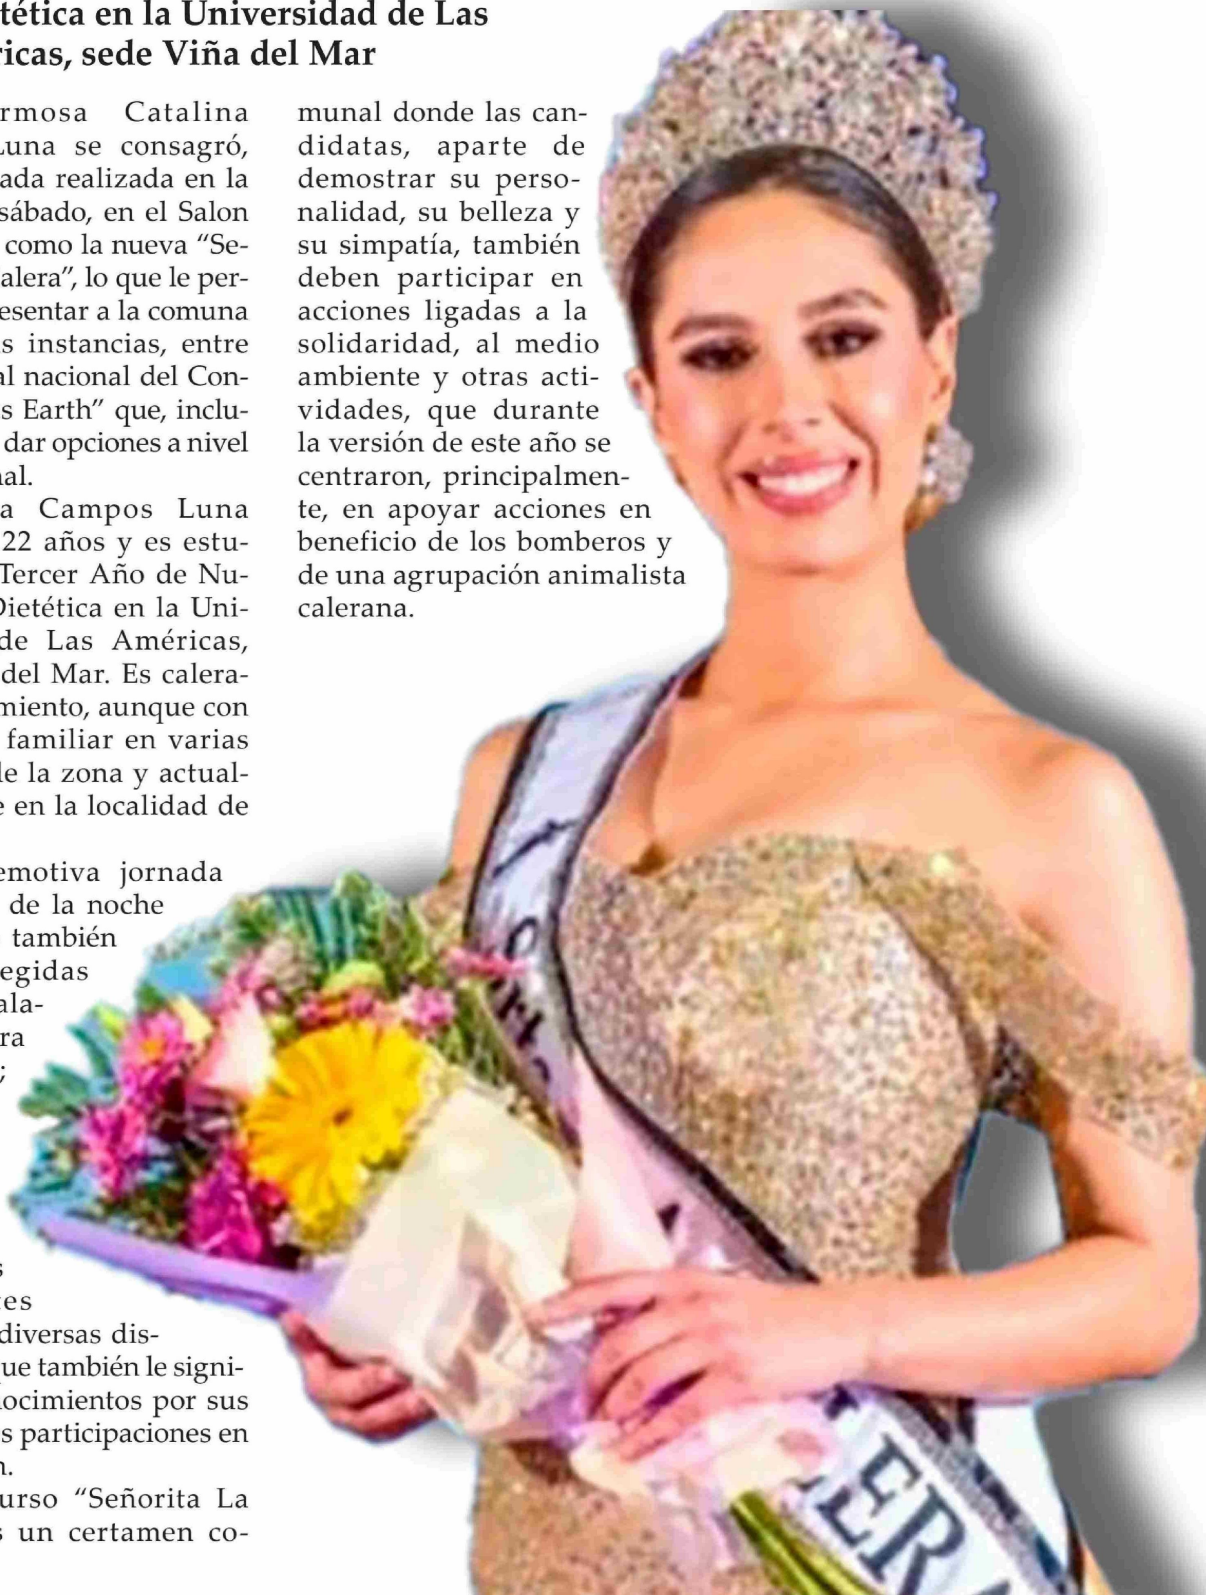 tética en la Universidad de Las
ricas, sede Viña del Mar
rmosa Catalina
Luna se consagró,
ada realizada en la
sábado, en el Salon
como la nueva “Se-
alera”, lo que le per-
esentar a la comuna
s instancias, entre
al nacional del Con-
s Earth” que, inclu-
dar opciones a nivel
nal.
a Campos Luna
22 años y es estu-
Tercer Año de Nu-
Dietética en la Uni-
de Las Américas,
del Mar. Es calera-
miento, aunque con
familiar en varias
de la zona y actual-
e en la localidad de
emotiva jornada
de la noche
también
egidas
ala-
ra
;
s
tes
diversas dis-
que también le signi-
nocimientos por sus
s participaciones en
n.
urso “Señorita La
s un certamen co-
munal donde las can-
didatas, aparte de
demostrar su perso-
nalidad, su belleza y
su simpatía, también
deben participar en
acciones ligadas a la
solidaridad, al medio
ambiente y otras acti-
vidades, que durante
la versión de este año se
centraron, principalmen-
te, en apoyar acciones en
beneficio de los bomberos y
de una agrupación animalista
calerana.
ERA